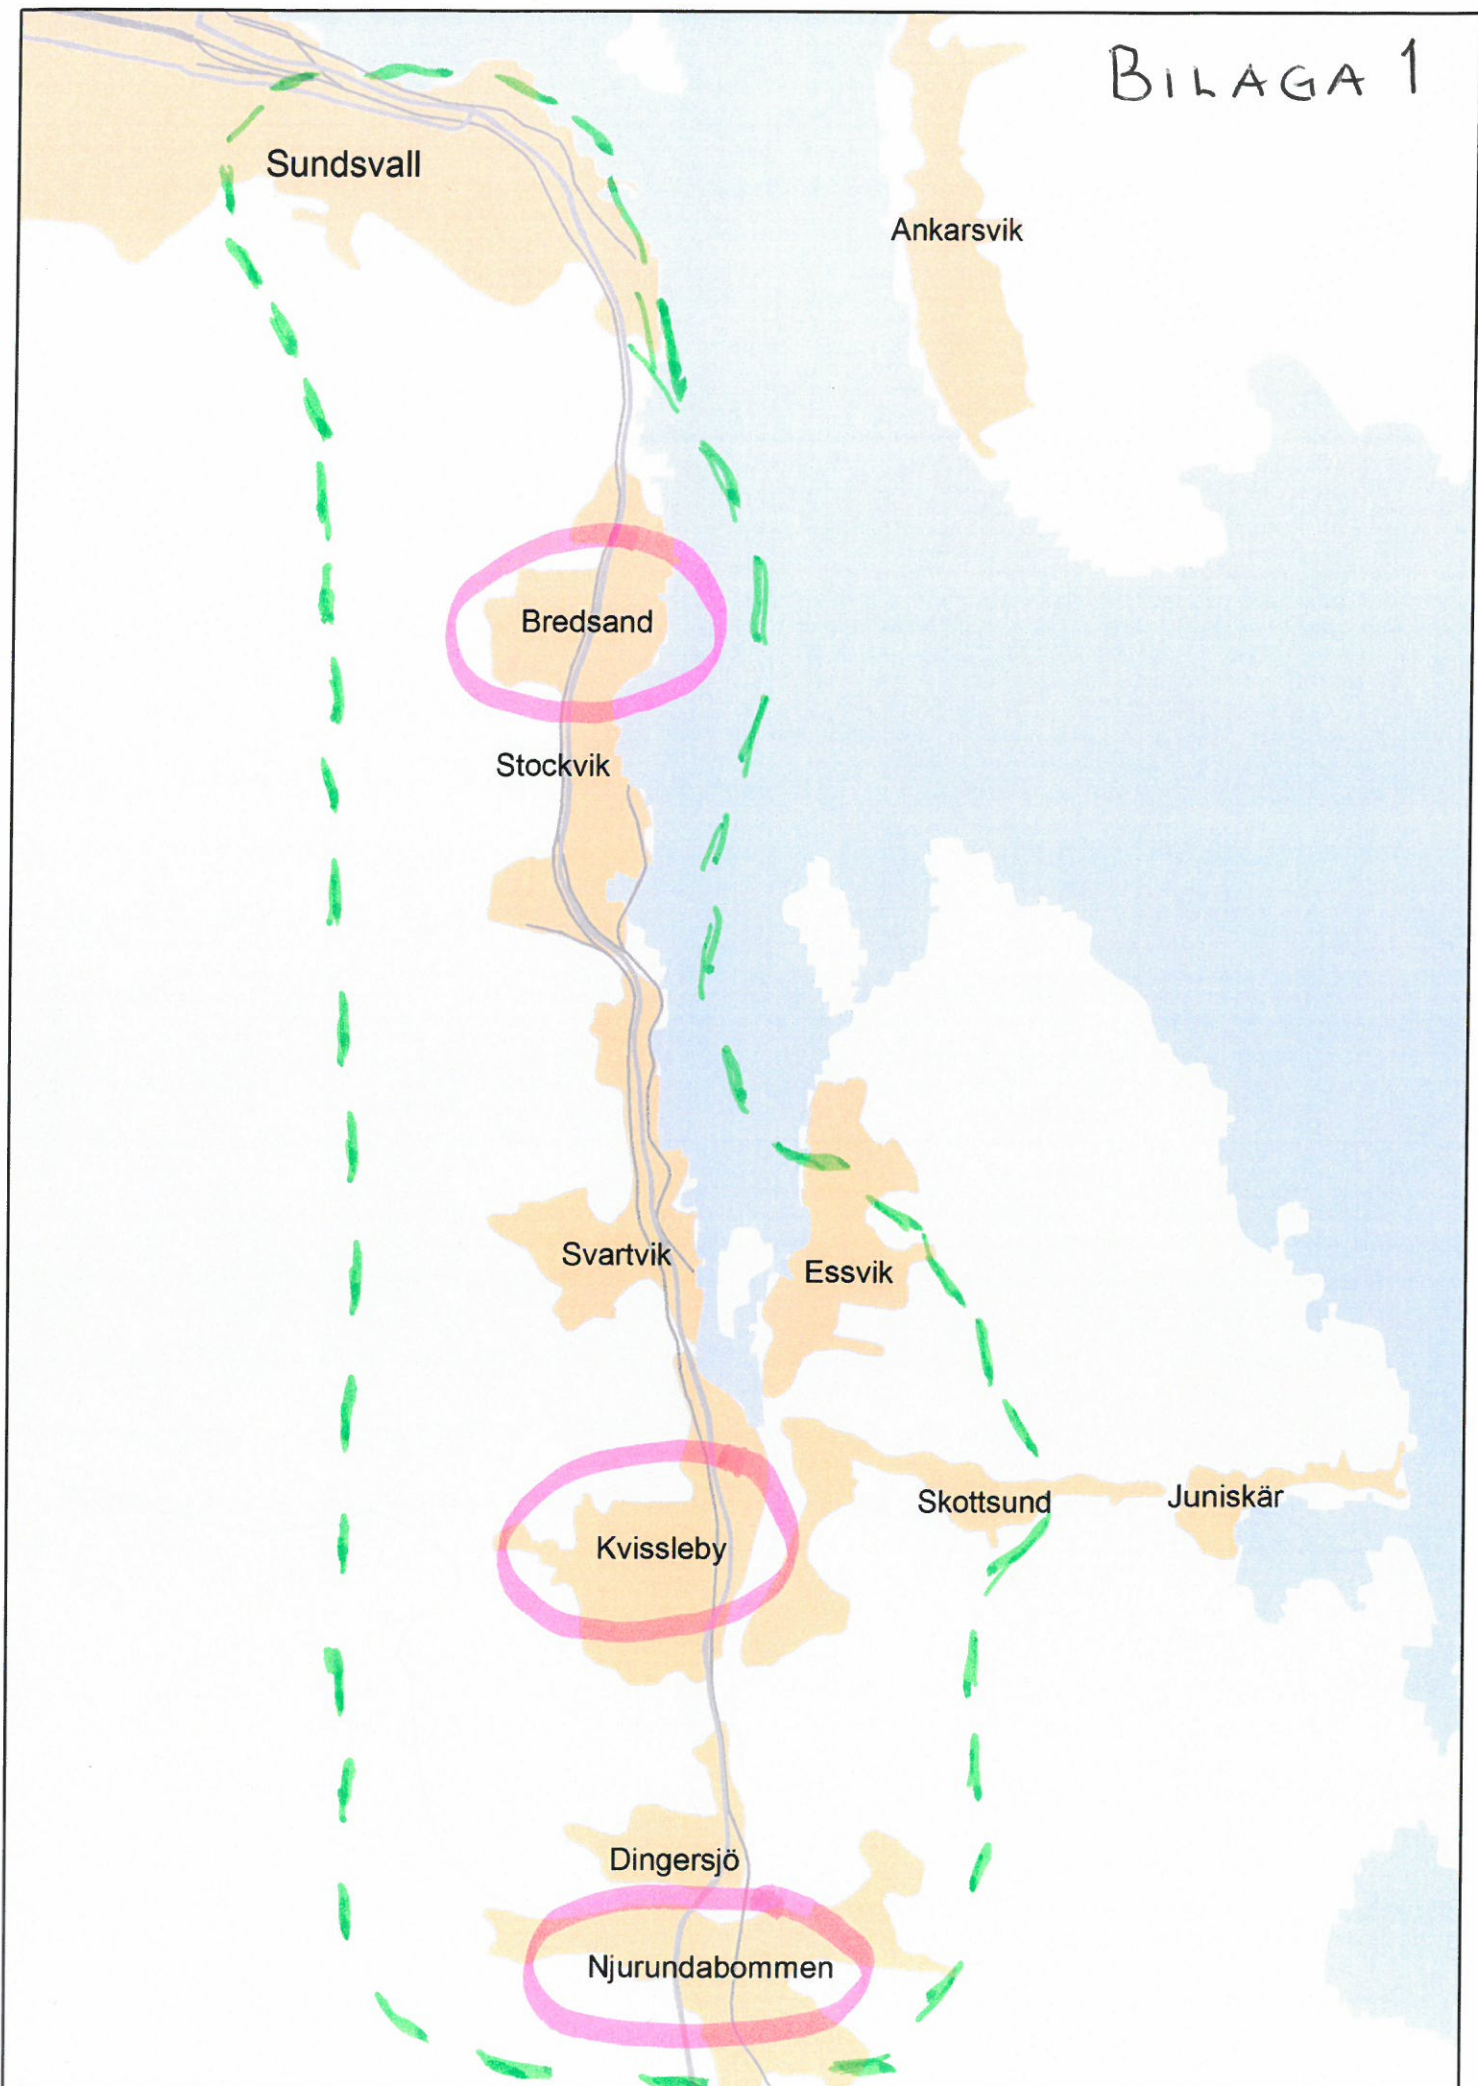 BILAGA 1
Sundsvall
Ankarsvik
Bredsand
Stockvik
Svartvik
Essvik
Skottsund
Juniskär
Kvissleby
Dingersjö
Njurundabommen